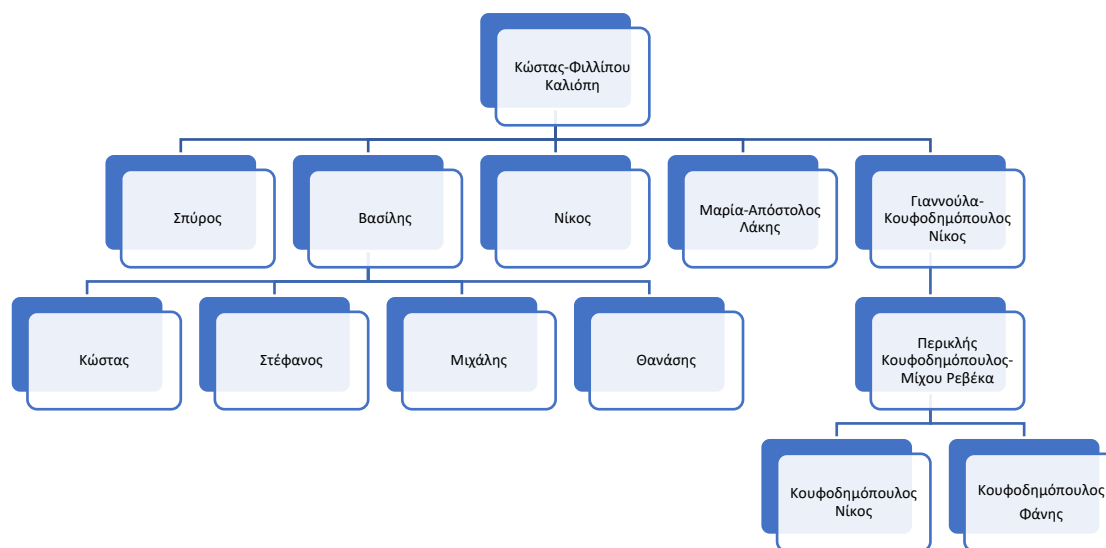 Κώστας-Φιλλίπου
Καλιόπη
Σπύρος
Βασίλης
Νίκος
Μαρία-Απόστολος
Λάκης
Γιαννούλα-
Κουφοδημόπουλος
Νίκος
Κώστας
Στέφανος
Μιχάλης
Θανάσης
Περικλής
Κουφοδημόπουλος-
Μίχου Ρεβέκα
Κουφοδημόπουλος
Νίκος
Κουφοδημόπουλος
Φάνης